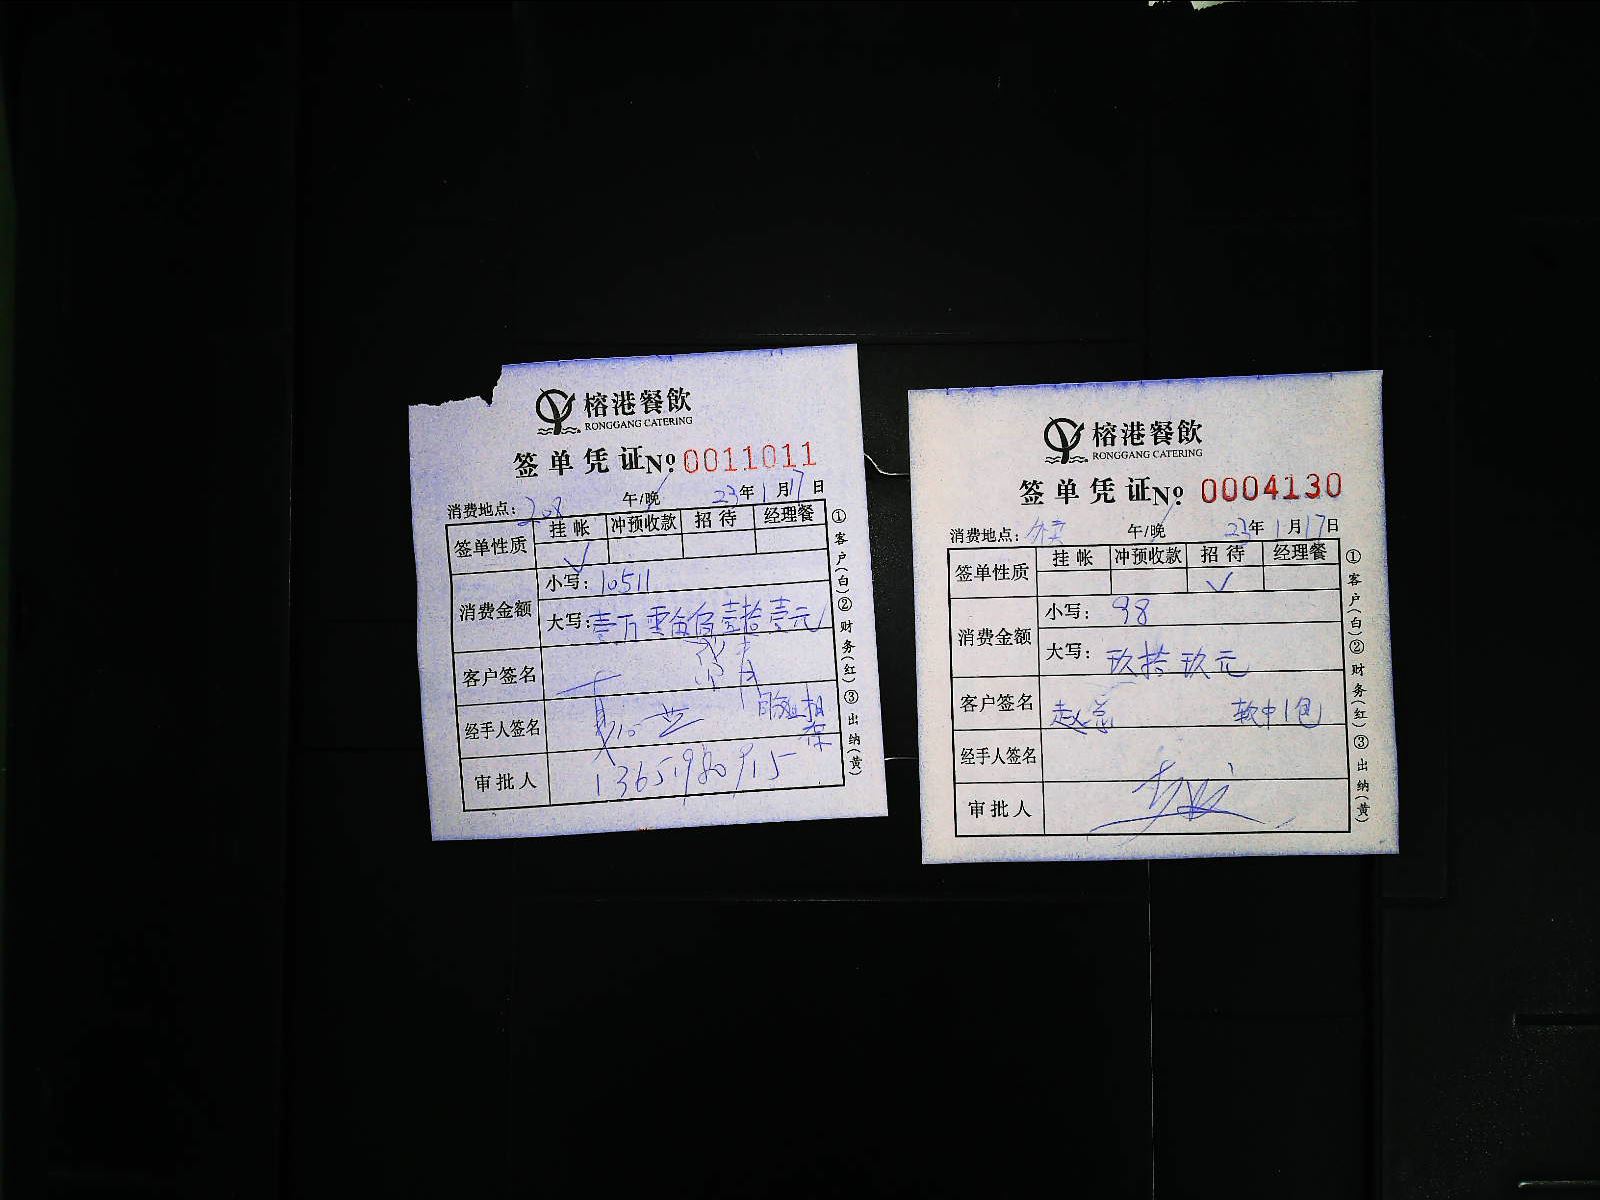 榕港餐飲
RONGGANG CATERING
签单凭证 № 0011011
消费地点: 208 午/晚 23年 1月17日
签单性质 挂帐 冲预收款 招待 经理餐
✓
消费金额 小写: 10511
大写: 壹万零伍佰壹拾壹元
客户签名
经手人签名
审批人 13651980915
①客户(白)②财务(红)③出纳(黄)
榕港餐飲
RONGGANG CATERING
签单凭证 № 0004130
消费地点: 外卖 午/晚 23年 1月17日
签单性质 挂帐 冲预收款 招待 经理餐
✓
消费金额 小写: 98
大写: 玖拾玖元
客户签名 赵总 软中1包
经手人签名
审批人
①客户(白)②财务(红)③出纳(黄)